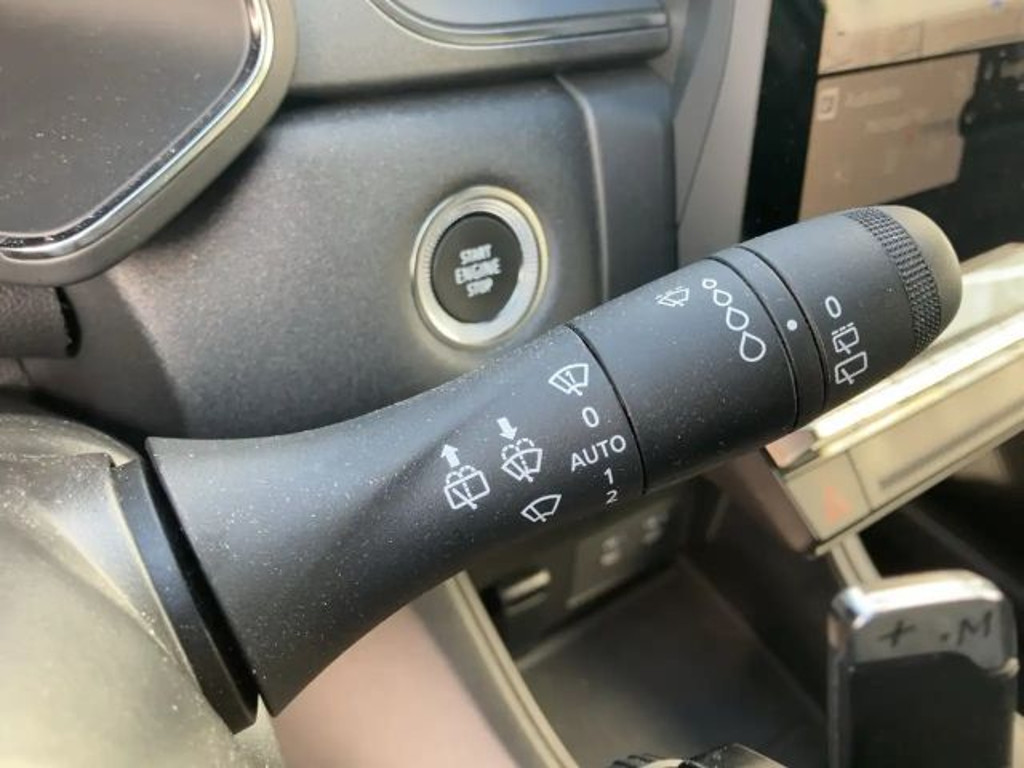 START
ENGINE
STOP
0
0
AUTO
1
2
+ .M